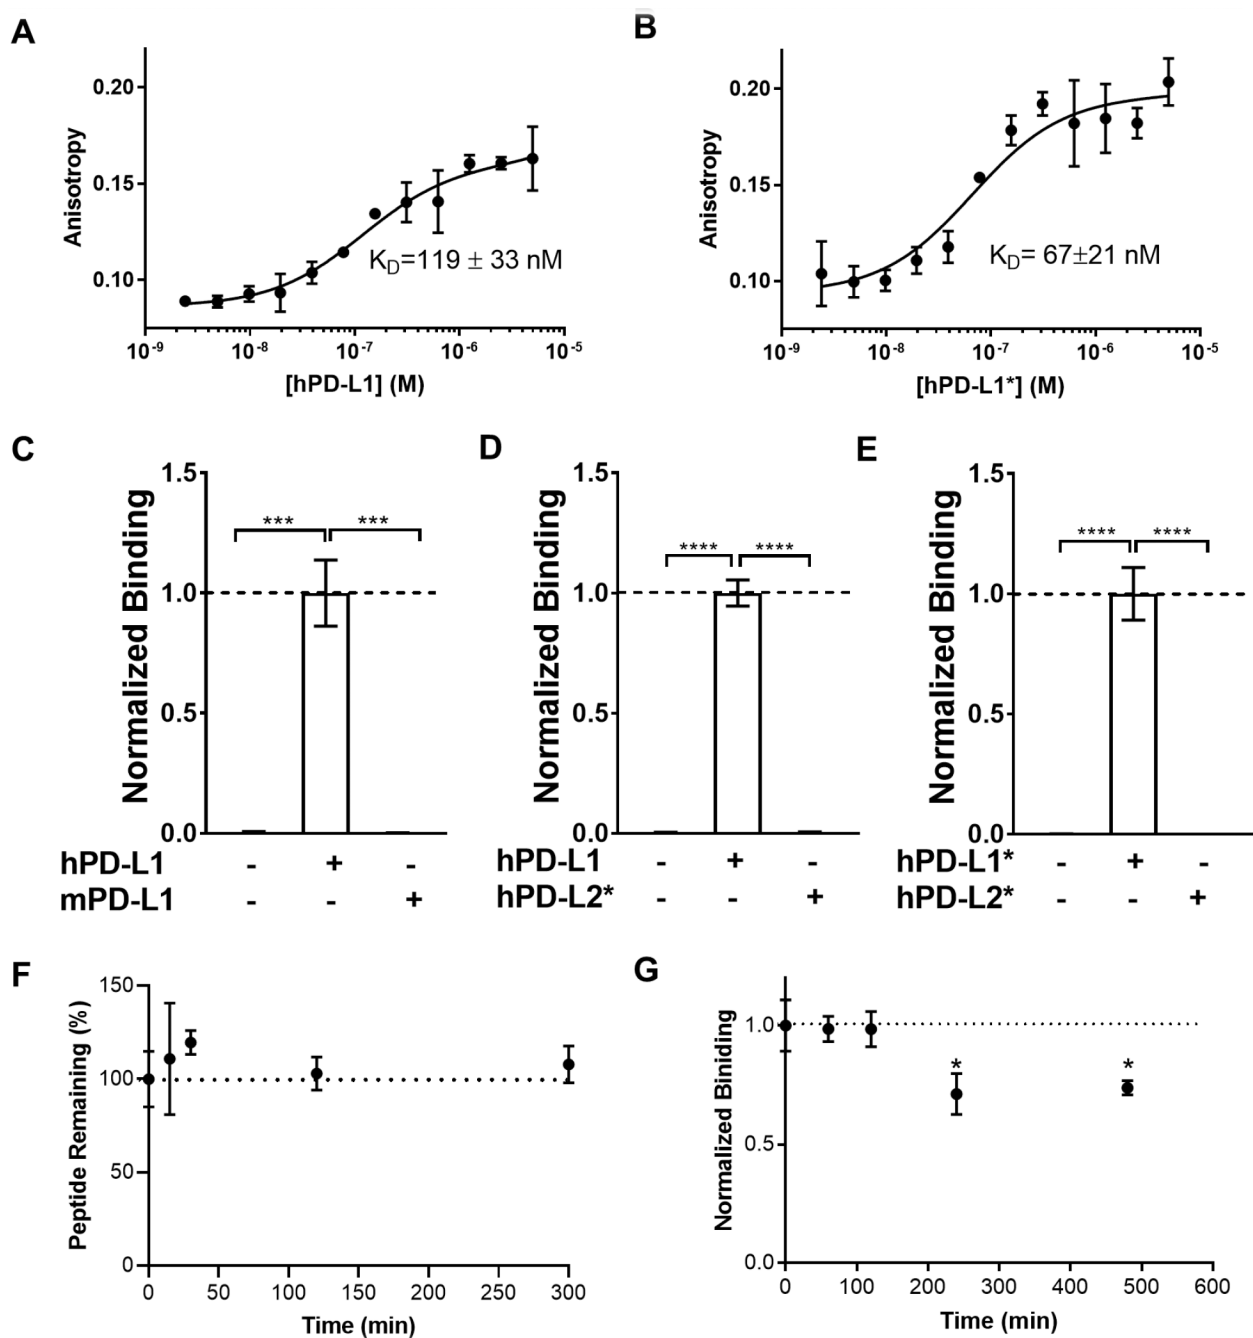 A
B
0.20
0.15
0.10
Anisotropy
K_D=119 ± 33 nM
10⁻⁹ 10⁻⁸ 10⁻⁷ 10⁻⁶ 10⁻⁵
[hPD-L1] (M)
0.20
0.15
0.10
Anisotropy
K_D= 67±21 nM
10⁻⁹ 10⁻⁸ 10⁻⁷ 10⁻⁶ 10⁻⁵
[hPD-L1*] (M)
C
1.5
1.0
0.5
0.0
Normalized Binding
*** ***
hPD-L1 - + -
mPD-L1 - - +
D
1.5
1.0
0.5
0.0
Normalized Binding
**** ****
hPD-L1 - + -
hPD-L2* - - +
E
1.5
1.0
0.5
0.0
Normalized Binding
**** ****
hPD-L1* - + -
hPD-L2* - - +
F
150
100
50
0
Peptide Remaining (%)
0 50 100 150 200 250 300
Time (min)
G
1.0
0.5
0.0
Normalized Biniding
* *
0 100 200 300 400 500 600
Time (min)